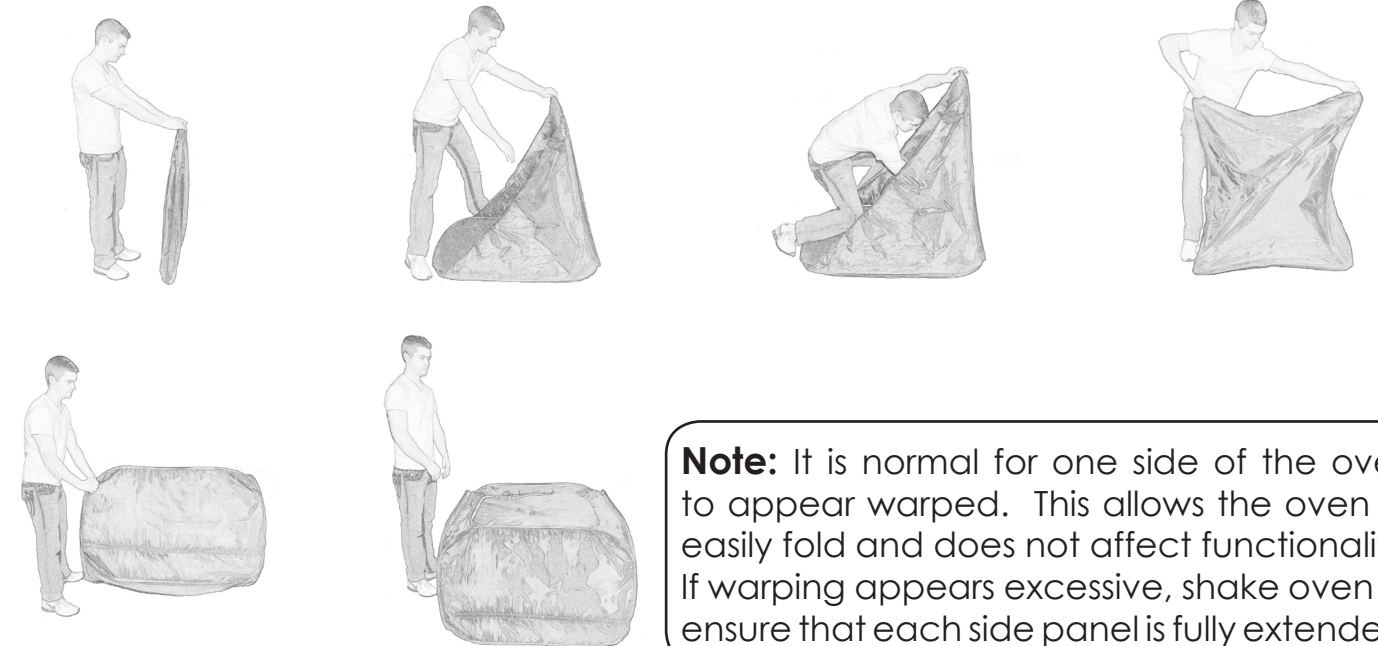 Note: It is normal for one side of the ove
to appear warped. This allows the oven
easily fold and does not affect functionali
If warping appears excessive, shake oven
ensure that each side panel is fully extende